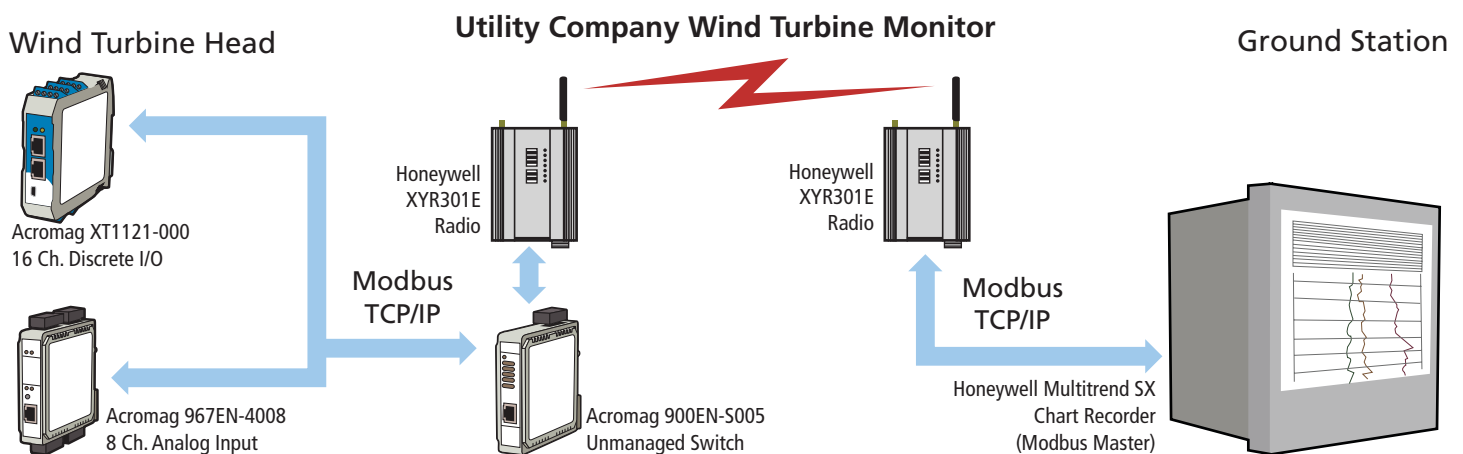 Utility Company Wind Turbine Monitor
Wind Turbine Head
Ground Station
Honeywell
XYR301E
Radio
Honeywell
XYR301E
Radio
Acromag XT1121-000
16 Ch. Discrete I/O
Modbus
TCP/IP
Modbus
TCP/IP
Acromag 967EN-4008
8 Ch. Analog Input
Acromag 900EN-S005
Unmanaged Switch
Honeywell Multitrend SX
Chart Recorder
(Modbus Master)